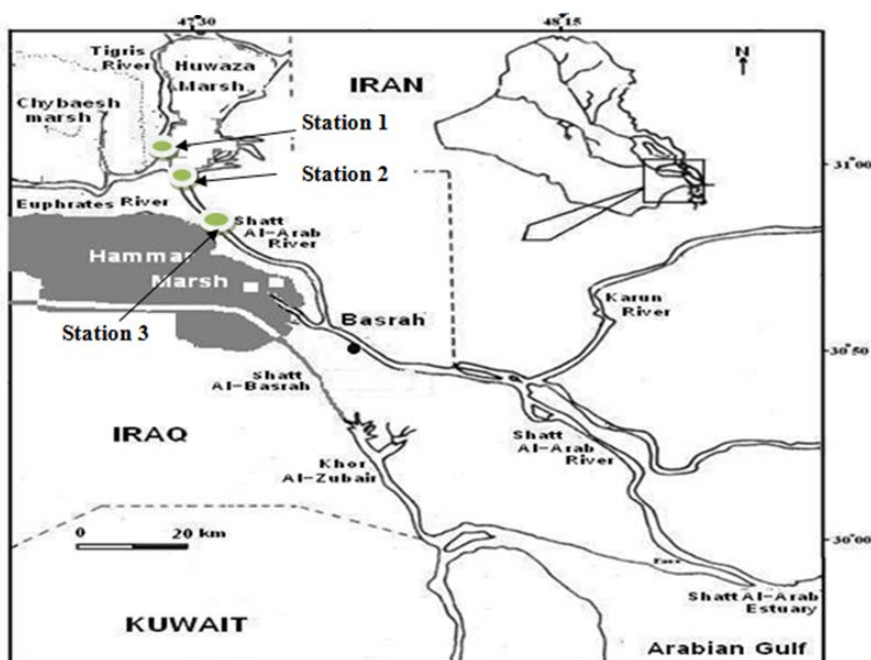 47°30
48°15
Tigris
River
Huwaza
Marsh
IRAN
N
Chybaesh
marsh
Station 1
Station 2
31°00
Euphrates River
Shatt
Al-Arab
River
Hammar
Marsh
Station 3
Basrah
Karun
River
30°50
Shatt
Al-Basrah
IRAQ
Shatt
Al-Arab
River
Khor
Al-Zubair
0 20 km
30°00
Shatt Al-Arab
Estuary
KUWAIT
Arabian Gulf